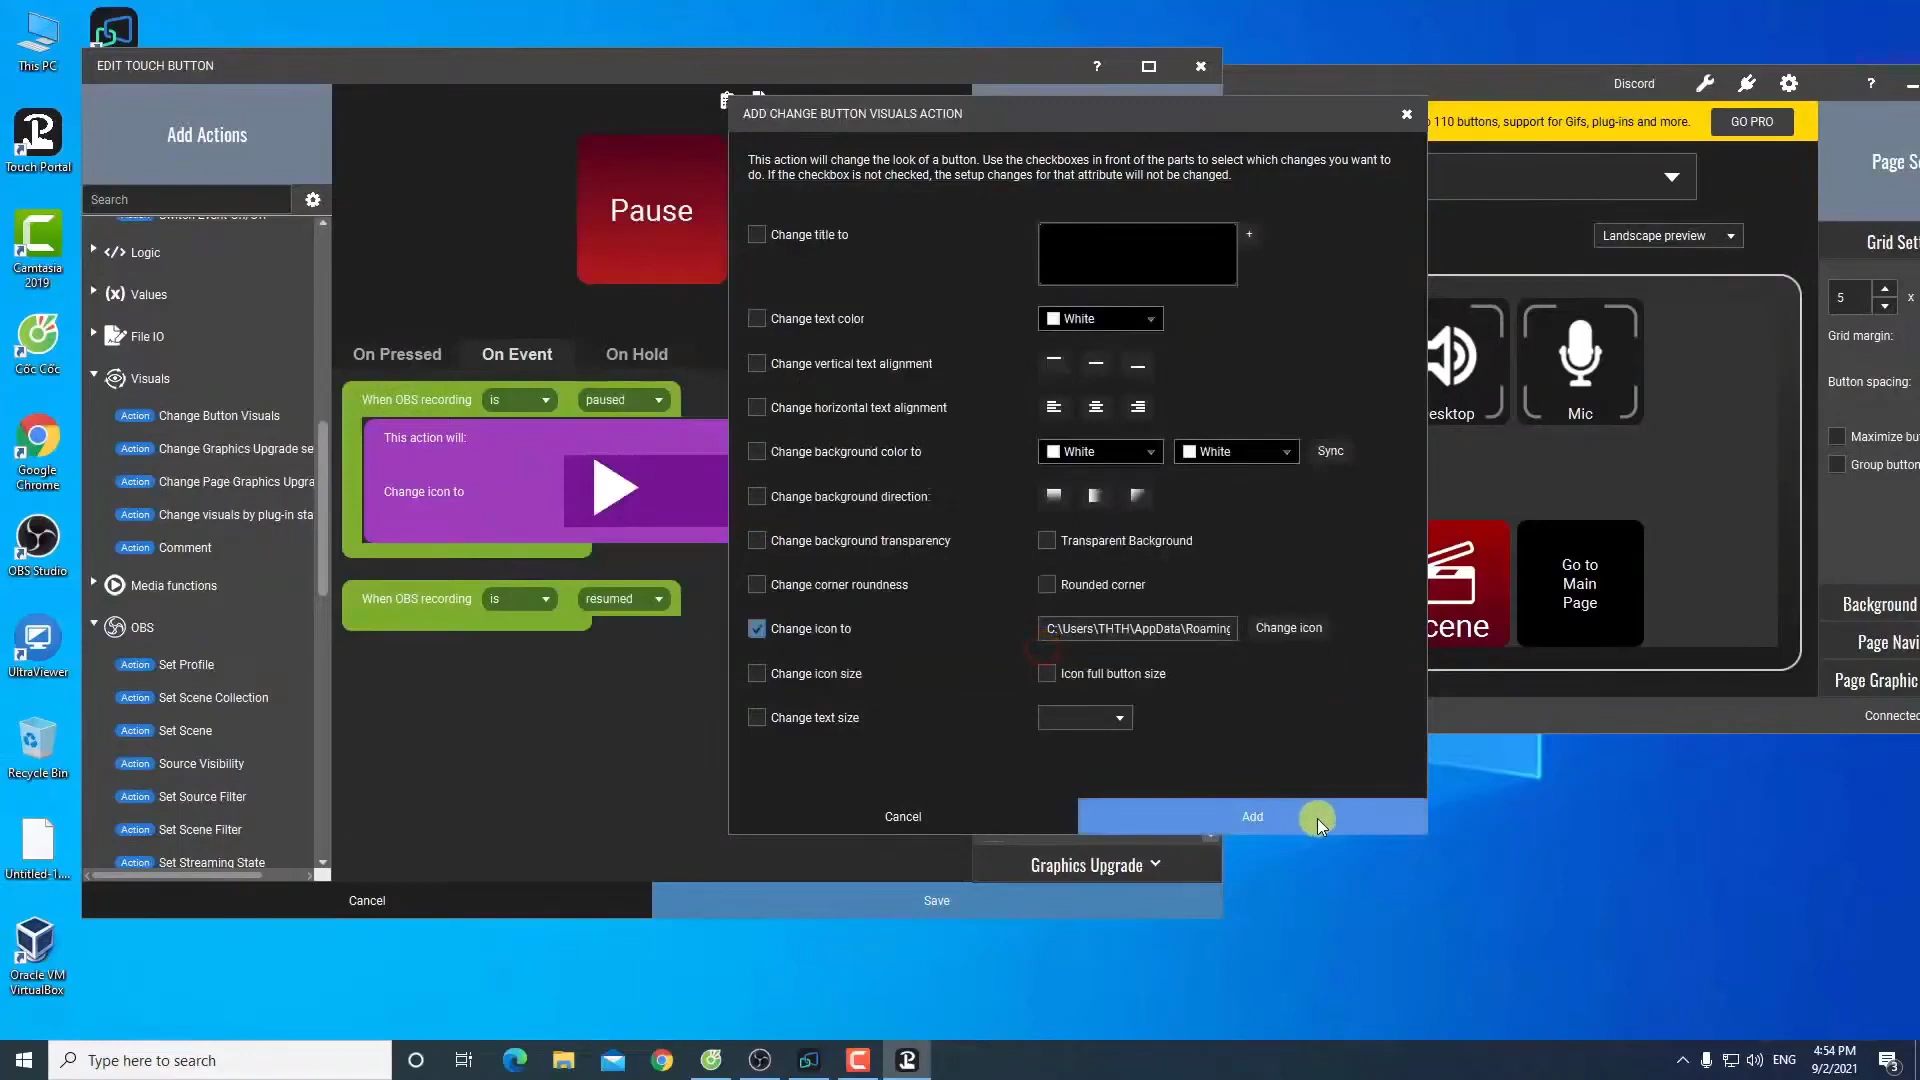 This PC
Touch Portal
Camtasia
2019
Cốc Cốc
Google
Chrome
OBS Studio
UltraViewer
Recycle Bin
Untitled-1....
Oracle VM
VirtualBox
EDIT TOUCH BUTTON
?
Add Actions
Search
Switch Event On/Off
</> Logic
(x) Values
File IO
Visuals
Action Change Button Visuals
Action Change Graphics Upgrade se
Action Change Page Graphics Upgra
Action Change visuals by plug-in sta
Action Comment
Media functions
OBS
Action Set Profile
Action Set Scene Collection
Action Set Scene
Action Source Visibility
Action Set Source Filter
Action Set Scene Filter
Action Set Streaming State
Pause
On Pressed On Event On Hold
When OBS recording is paused
This action will:
Change icon to
When OBS recording is resumed
Graphics Upgrade
Cancel
Save
ADD CHANGE BUTTON VISUALS ACTION
This action will change the look of a button. Use the checkboxes in front of the parts to select which changes you want to
do. If the checkbox is not checked, the setup changes for that attribute will not be changed.
Change title to
+
Change text color White
Change vertical text alignment
Change horizontal text alignment
Change background color to White White Sync
Change background direction:
Change background transparency Transparent Background
Change corner roundness Rounded corner
Change icon to C:\Users\THTH\AppData\Roaming Change icon
Change icon size Icon full button size
Change text size
Cancel
Add
Discord
?
110 buttons, support for Gifs, plug-ins and more.
GO PRO
Landscape preview
esktop
Mic
cene
Go to
Main
Page
Page Se
Grid Sett
5 x
Grid margin:
Button spacing:
Maximize but
Group button
Background
Page Navi
Page Graphic
Connected
Type here to search
ENG
4:54 PM
9/2/2021
3